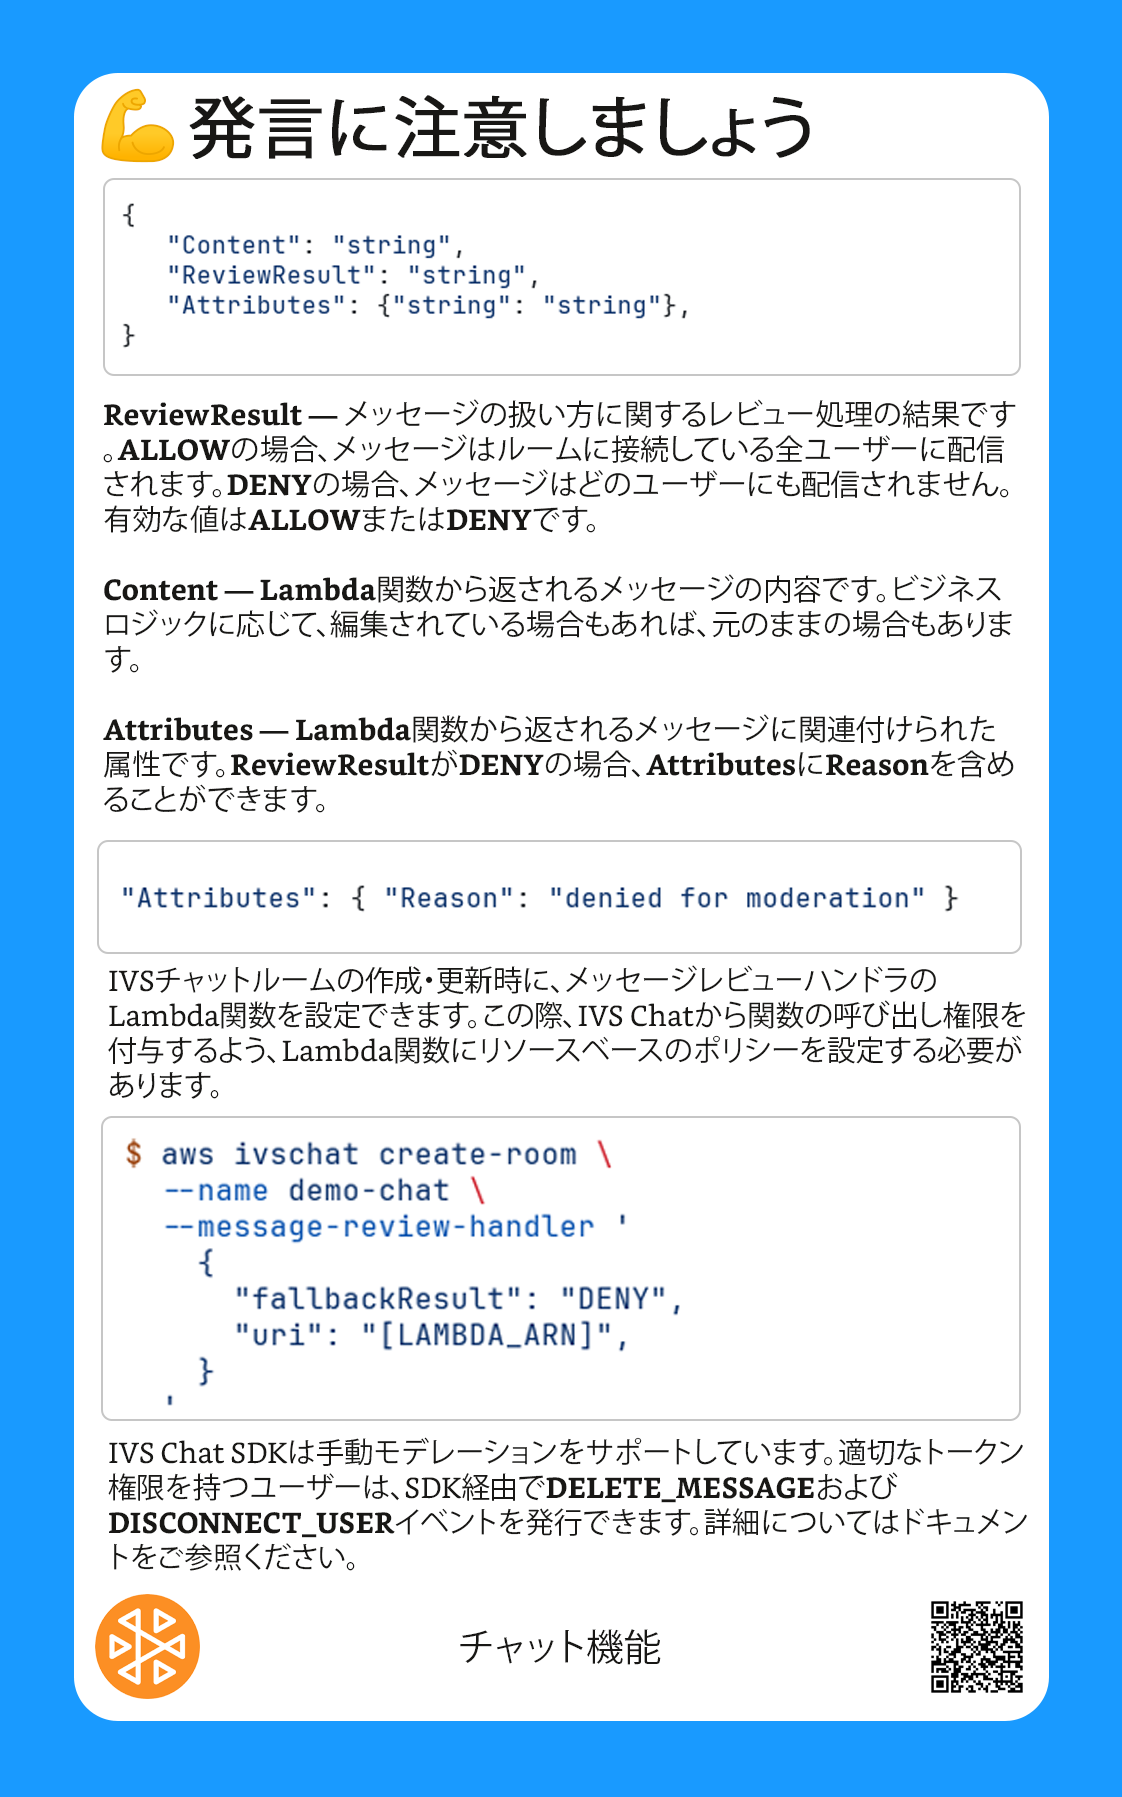 発言に注意しましょう
{
"Content": "string",
"ReviewResult": "string",
"Attributes": {"string": "string"},
}
ReviewResult — メッセージの扱い方に関するレビュー処理の結果です
。ALLOWの場合、メッセージはルームに接続している全ユーザーに配信
されます。DENYの場合、メッセージはどのユーザーにも配信されません。
有効な値はALLOWまたはDENYです。
Content — Lambda関数から返されるメッセージの内容です。ビジネス
ロジックに応じて、編集されている場合もあれば、元のままの場合もありま
す。
Attributes — Lambda関数から返されるメッセージに関連付けられた
属性です。ReviewResultがDENYの場合、AttributesにReasonを含め
ることができます。
"Attributes": { "Reason": "denied for moderation" }
IVSチャットルームの作成・更新時に、メッセージレビューハンドラの
Lambda関数を設定できます。この際、IVS Chatから関数の呼び出し権限を
付与するよう、Lambda関数にリソースベースのポリシーを設定する必要が
あります。
$ aws ivschat create-room \
--name demo-chat \
--message-review-handler '
{
"fallbackResult": "DENY",
"uri": "[LAMBDA_ARN]",
}
'
IVS Chat SDKは手動モデレーションをサポートしています。適切なトークン
権限を持つユーザーは、SDK経由でDELETE_MESSAGEおよび
DISCONNECT_USERイベントを発行できます。詳細についてはドキュメン
トをご参照ください。
チャット機能